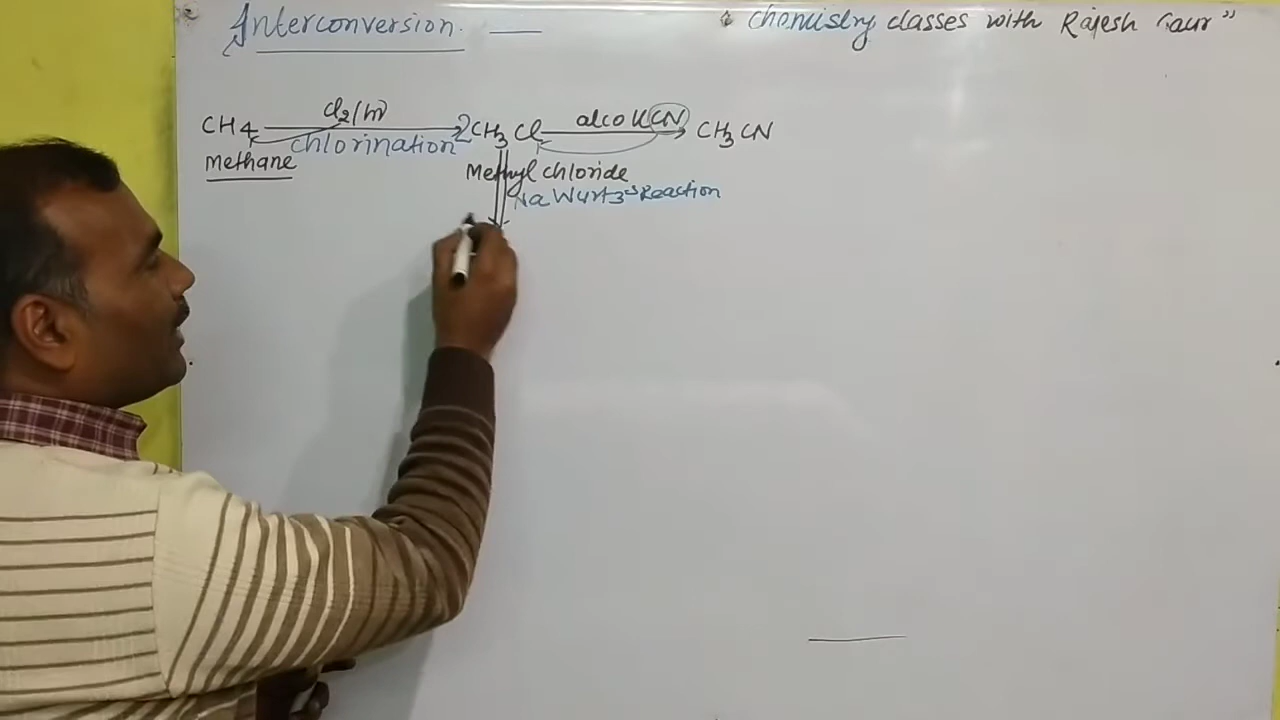 Interconversion.
" chemistry classes with Rajesh Gaur"
CH4 Cl2/hν 2CH3Cl alco KCN CH3CN
chlorination
Methane Methyl chloride
Na Wurtz's Reaction